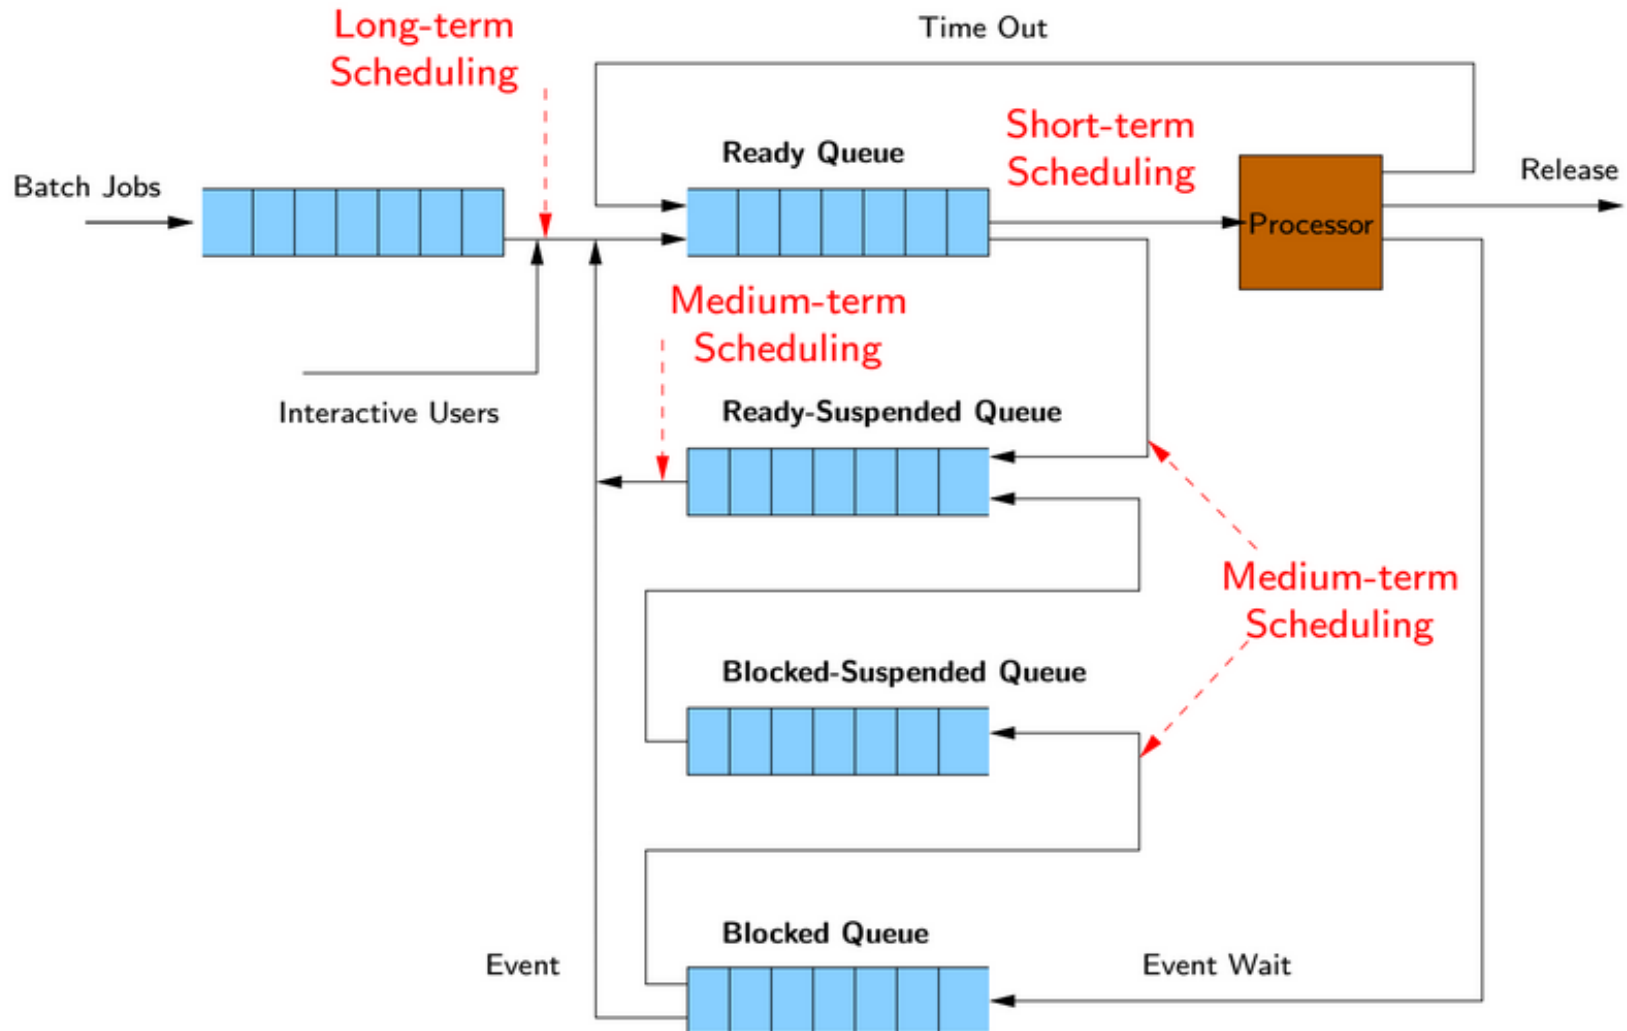 Long-term
Scheduling
Time Out
Short-term
Scheduling
Ready Queue
Batch Jobs
Release
Processor
Medium-term
Scheduling
Interactive Users
Ready-Suspended Queue
Medium-term
Scheduling
Blocked-Suspended Queue
Blocked Queue
Event
Event Wait